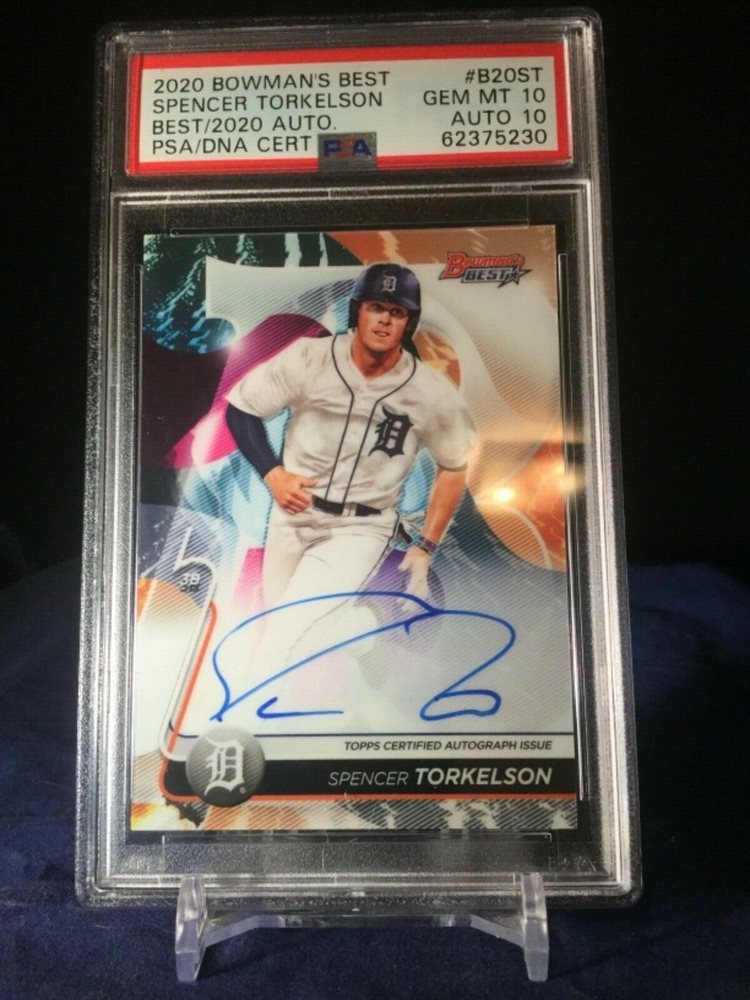 2020 BOWMAN'S BEST #B20ST
SPENCER TORKELSON GEM MT 10
BEST/2020 AUTO. AUTO 10
PSA/DNA CERT PSA 62375230
Bowman's
BEST
D
D
3B
TOPPS CERTIFIED AUTOGRAPH ISSUE
D
SPENCER TORKELSON